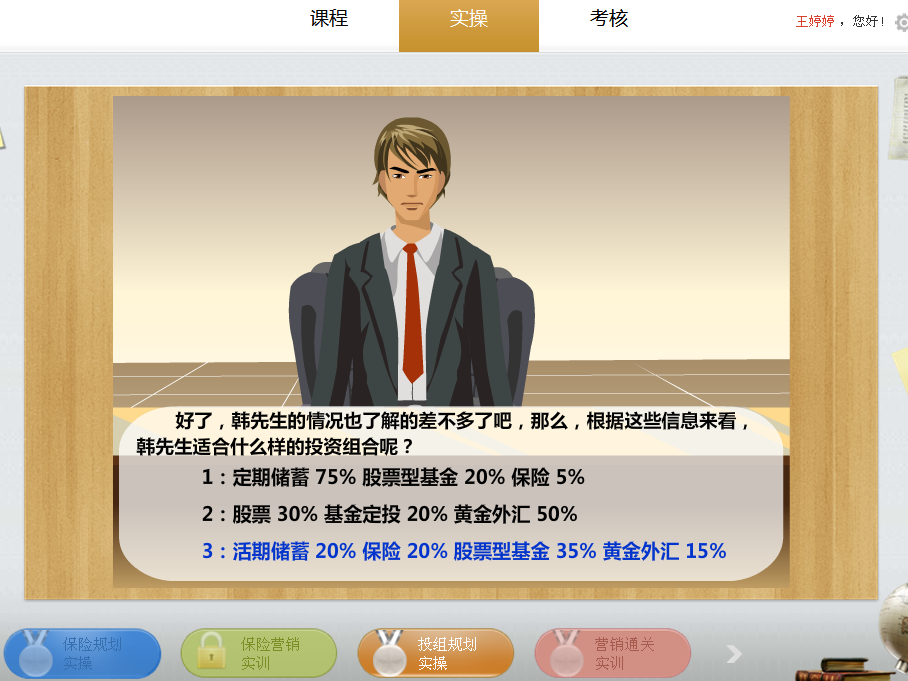 课程 实操 考核 王婷婷 ，您好!
好了，韩先生的情况也了解的差不多了吧，那么，根据这些信息来看，
韩先生适合什么样的投资组合呢？
1：定期储蓄 75% 股票型基金 20% 保险 5%
2：股票 30% 基金定投 20% 黄金外汇 50%
3：活期储蓄 20% 保险 20% 股票型基金 35% 黄金外汇 15%
保险规划
实操
保险营销
实训
投组规划
实操
营销通关
实训